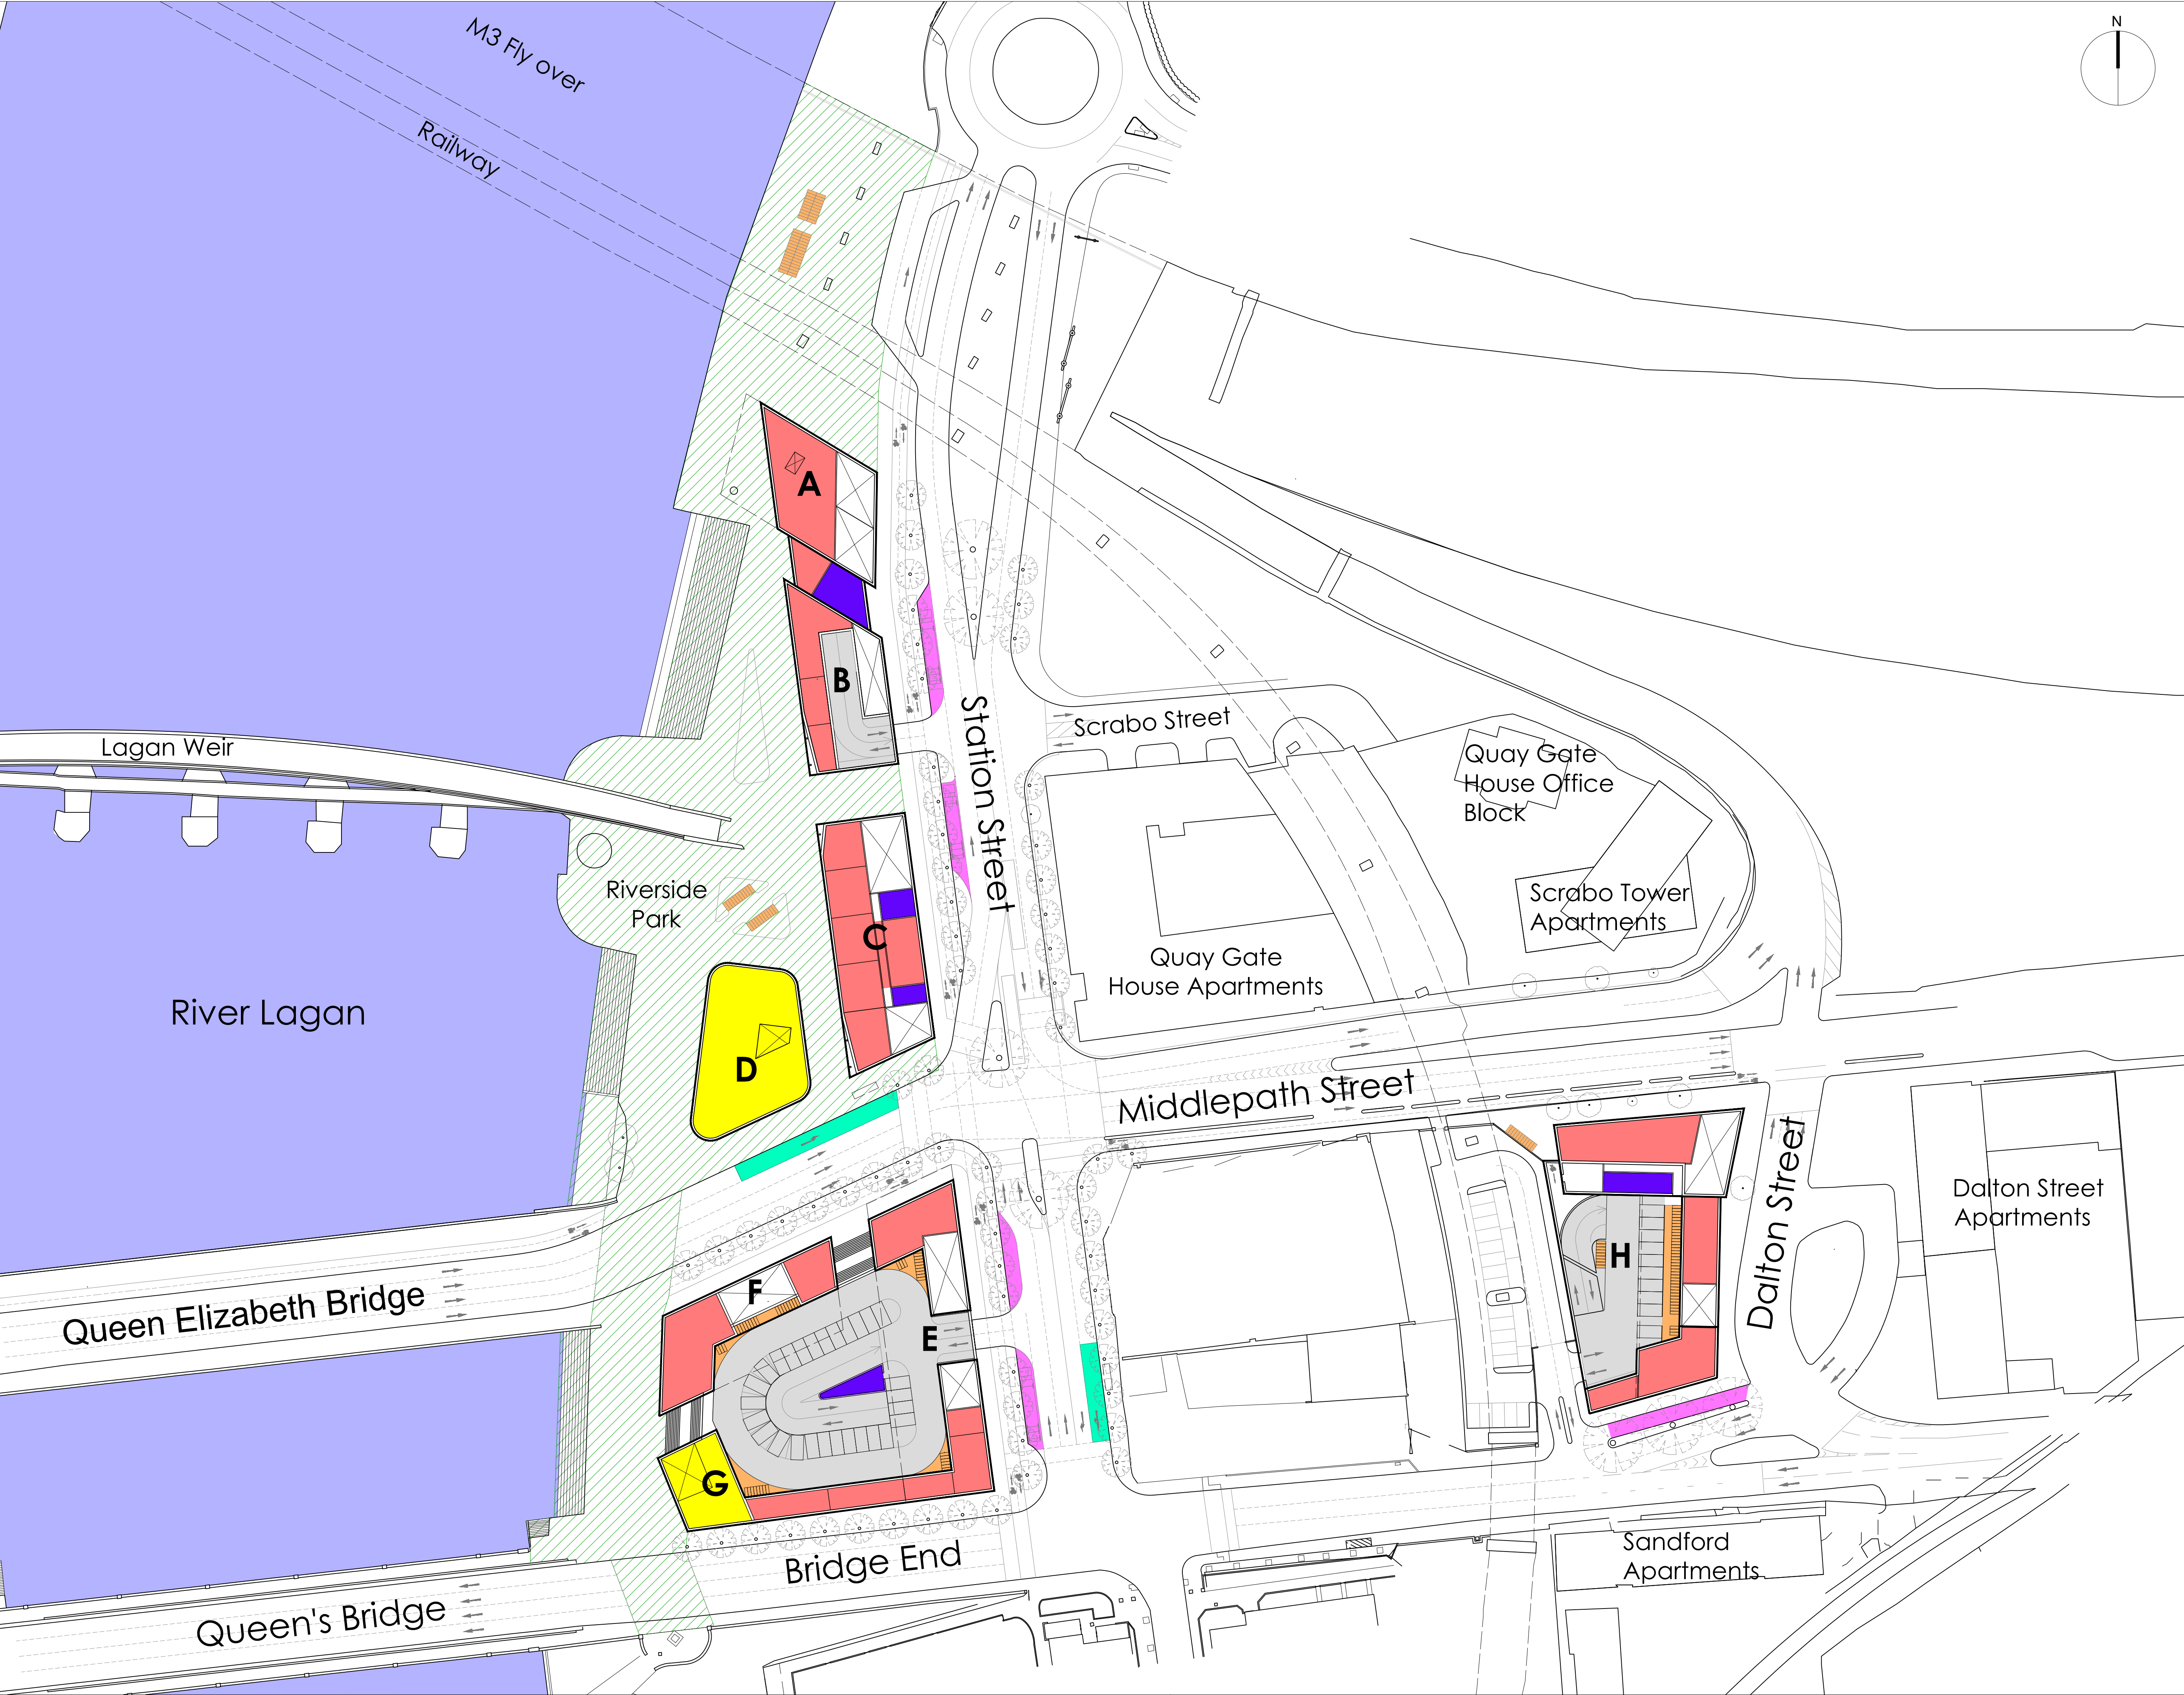 N
M3 Fly over
Railway
A
B
Station Street
Scrabo Street
Lagan Weir
Quay Gate
House Office
Block
Riverside
Park
Scrabo Tower
Apartments
C
Quay Gate
House Apartments
River Lagan
D
Middlepath Street
Dalton Street
Dalton Street
Apartments
H
F
E
Queen Elizabeth Bridge
G
Sandford
Apartments
Bridge End
Queen's Bridge